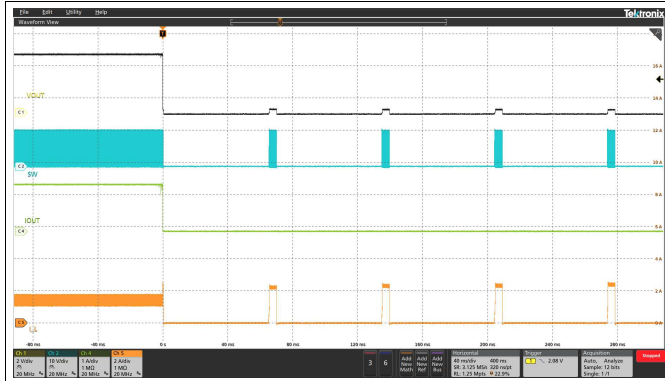 File Edit Utility Help
Tektronix
Waveform View
T
16 A
VOUT
14 A
C1
12 A
10 A
C2
SW
8 A
6 A
IOUT
C4
4 A
2 A
C5
0 A
IL
-80 ms -40 ms 0 s 40 ms 80 ms 120 ms 160 ms 200 ms 240 ms 280 ms
Ch 1
2 V/div
20 MHz
Ch 2
10 V/div
20 MHz
Ch 4
1 A/div
1 MΩ
20 MHz
Ch 5
2 A/div
1 MΩ
20 MHz
3
6
Add New Math
Add New Ref
Add New Bus
Horizontal
40 ms/div 400 ms
SR: 3.125 MS/s 320 ns/pt
RL: 1.25 Mpts 22.9%
Trigger
1 2.08 V
Acquisition
Auto, Analyze
Sample: 12 bits
Single: 1/1
Stopped